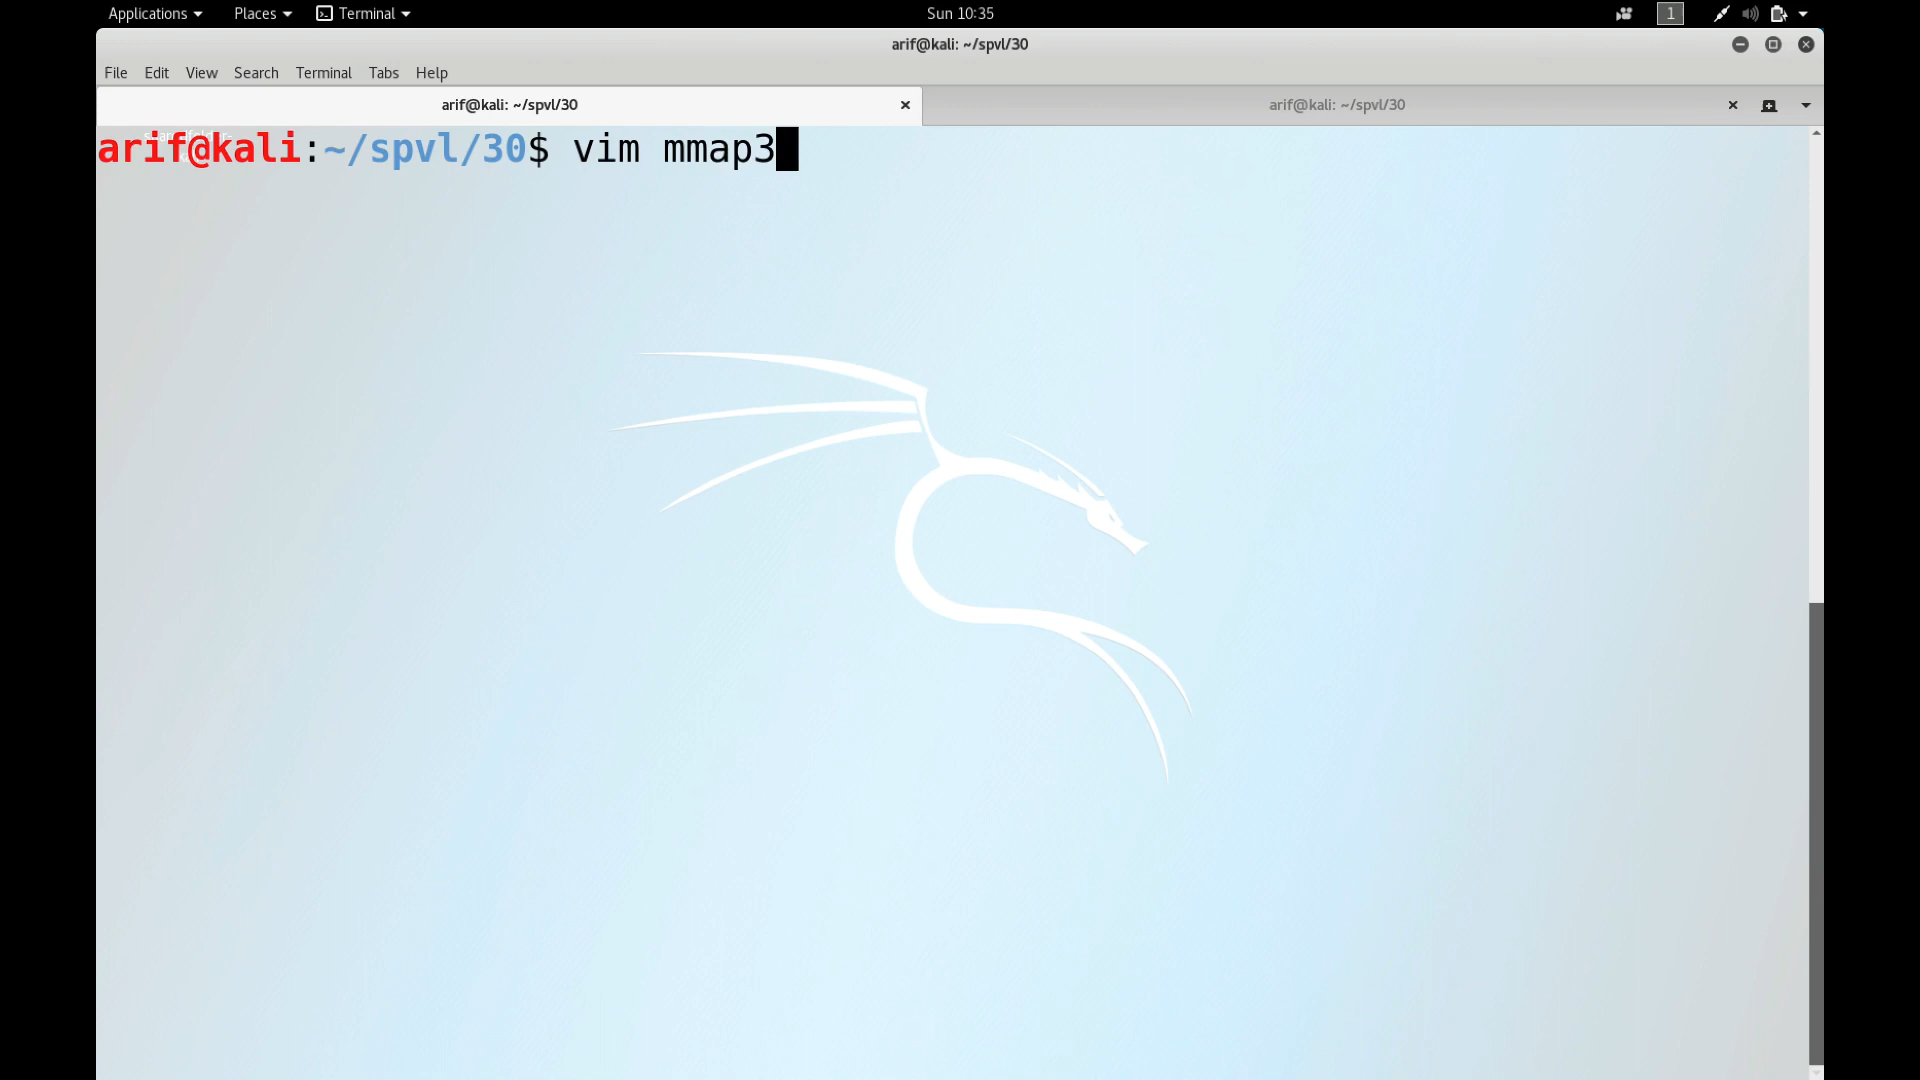 Applications Places Terminal Sun 10:35 1
arif@kali: ~/spvl/30
File Edit View Search Terminal Tabs Help
arif@kali: ~/spvl/30 arif@kali: ~/spvl/30
arif@kali:~/spvl/30$ vim mmap3